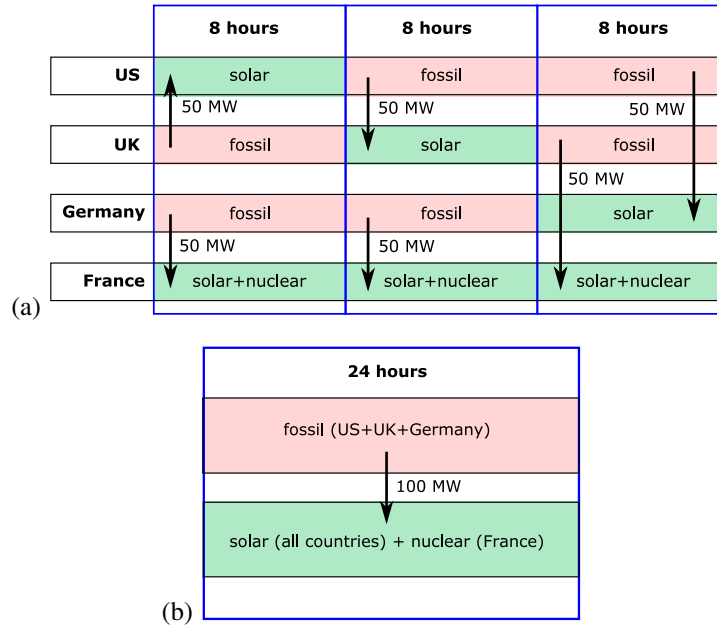 8 hours 8 hours 8 hours
US solar fossil fossil
50 MW 50 MW 50 MW
UK fossil solar fossil
50 MW
Germany fossil fossil solar
50 MW 50 MW
France solar+nuclear solar+nuclear solar+nuclear
(a)
24 hours
fossil (US+UK+Germany)
100 MW
solar (all countries) + nuclear (France)
(b)